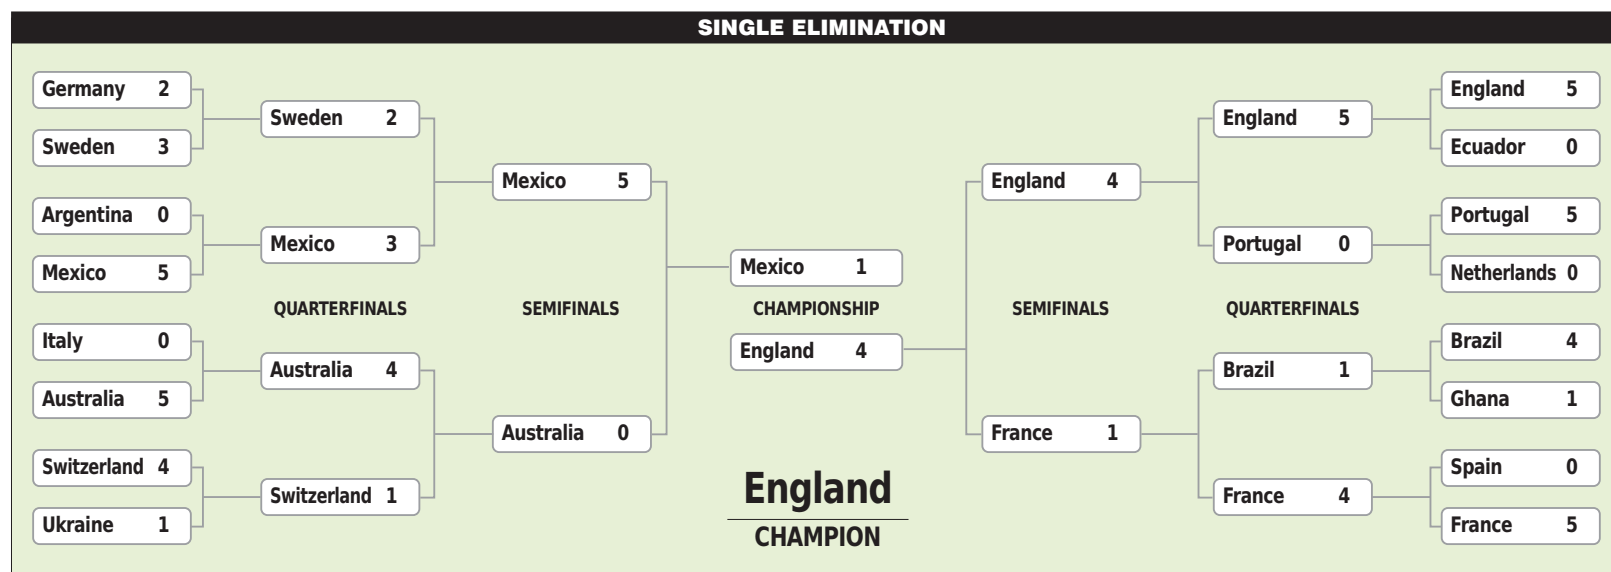 SINGLE ELIMINATION
Germany 2
Sweden 3
Argentina 0
Mexico 5
Italy 0
Australia 5
Switzerland 4
Ukraine 1
Sweden 2
Mexico 3
QUARTERFINALS
Australia 4
Switzerland 1
Mexico 5
SEMIFINALS
Australia 0
Mexico 1
CHAMPIONSHIP
England 4
England
CHAMPION
England 4
SEMIFINALS
France 1
England 5
Portugal 0
QUARTERFINALS
Brazil 1
France 4
England 5
Ecuador 0
Portugal 5
Netherlands 0
Brazil 4
Ghana 1
Spain 0
France 5